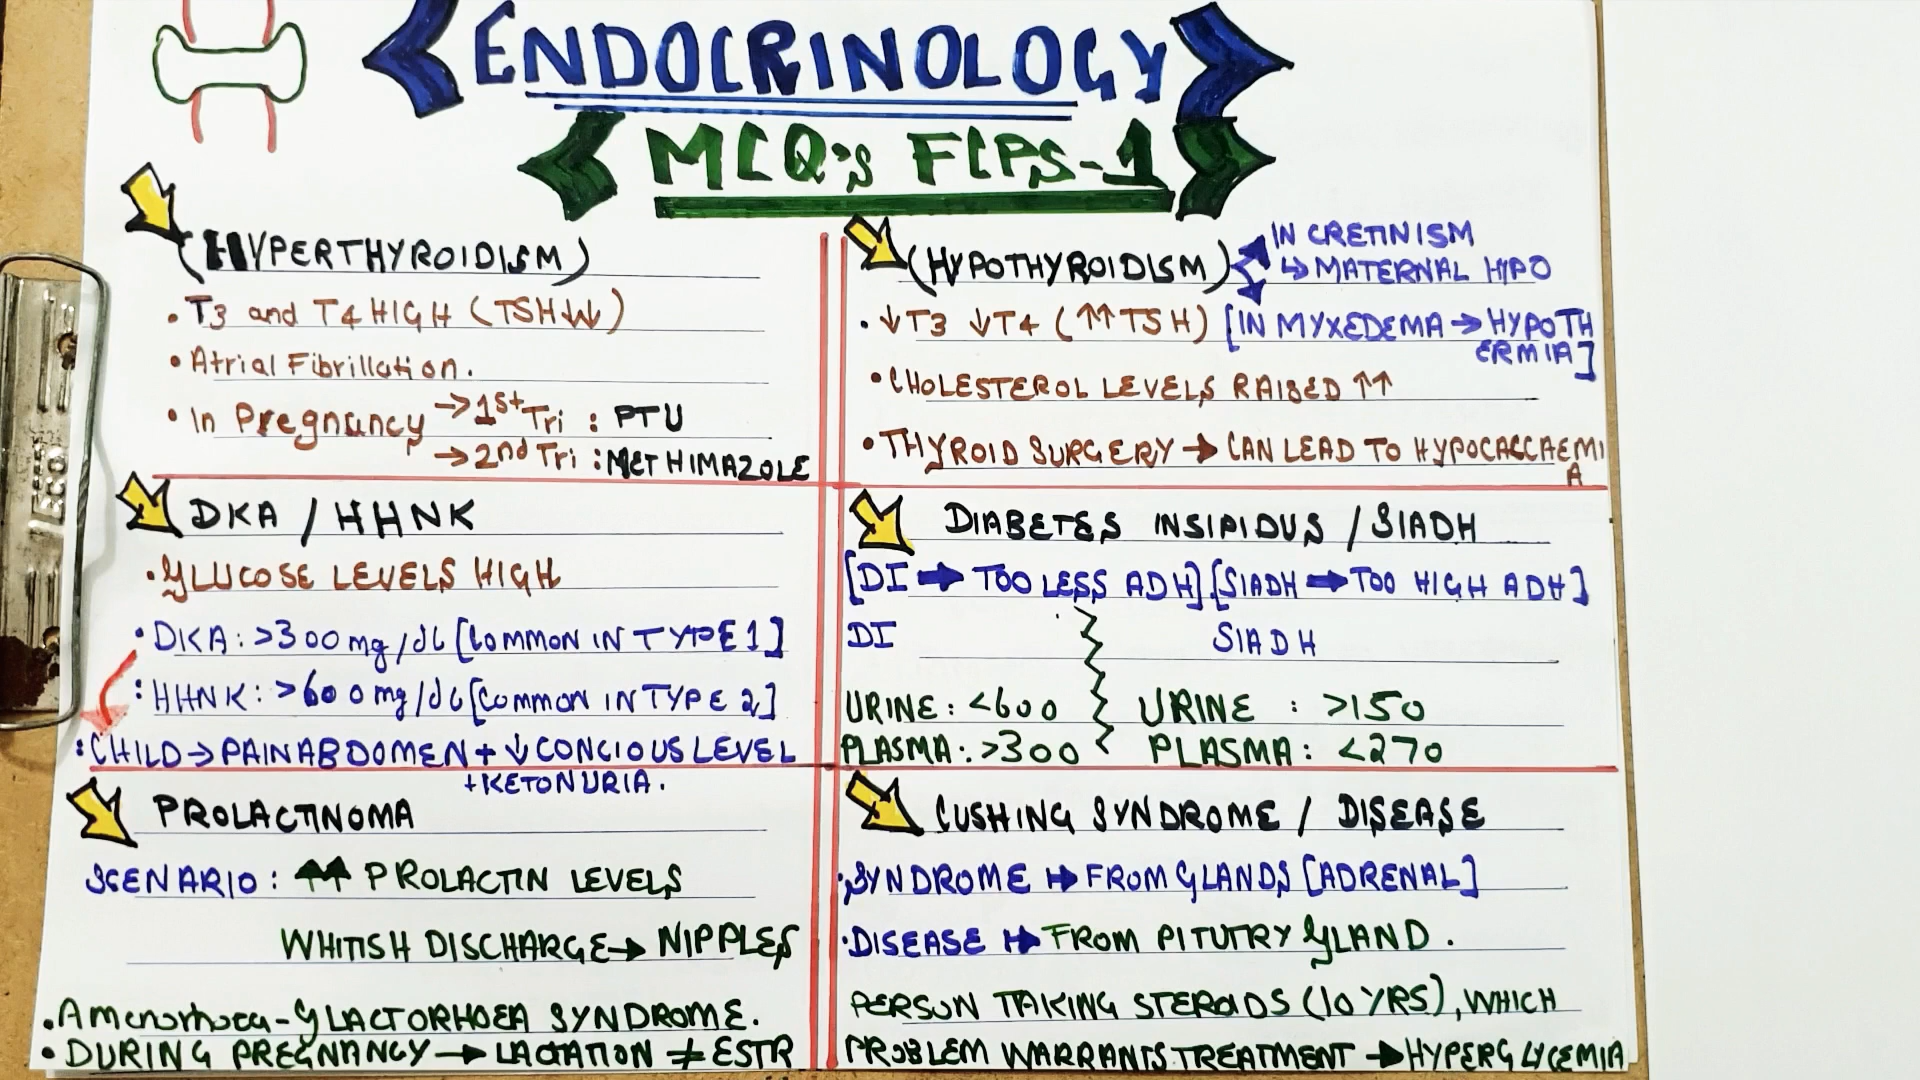 ENDOCRINOLOGY
MCQ's FCPS-1
(HYPERTHYROIDISM)
• T3 and T4 HIGH (TSH↓↓)
• Atrial Fibrillation.
• In Pregnancy → 1st Tri : PTU
→ 2nd Tri : METHIMAZOLE
(HYPOTHYROIDISM)
IN CRETINISM
↳ MATERNAL HIPO
• ↓T3 ↓T4 (↑↑TSH) [IN MYXEDEMA → HYPOTH
ERMIA]
• CHOLESTEROL LEVELS RAISED ↑↑
• THYROID SURGERY → CAN LEAD TO HYPOCACCAEMI
A
DKA / HHNK
• GLUCOSE LEVELS HIGH
• DKA : >300 mg/dL [COMMON IN TYPE 1]
: HHNK : >600 mg/dL [COMMON IN TYPE 2]
: CHILD → PAIN ABDOMEN + ↓ CONCIOUS LEVEL
+ KETONURIA.
DIABETES INSIPIDUS / SIADH
[DI → TOO LESS ADH] [SIADH → TOO HIGH ADH]
DI SIADH
URINE : <600 URINE : >150
PLASMA : >300 PLASMA : <270
PROLACTINOMA
SCENARIO : ↑↑ PROLACTIN LEVELS
WHITISH DISCHARGE → NIPPLES
• Amenorhoea - GLACTORHOEA SYNDROME.
• DURING PREGNANCY → LACTATION ≠ ESTR
CUSHING SYNDROME / DISEASE
• SYNDROME → FROM GLANDS [ADRENAL]
• DISEASE → FROM PITUTRY GLAND.
PERSON TAKING STEROIDS (10 YRS), WHICH
PROBLEM WARRANTS TREATMENT → HYPERGLYCEMIA